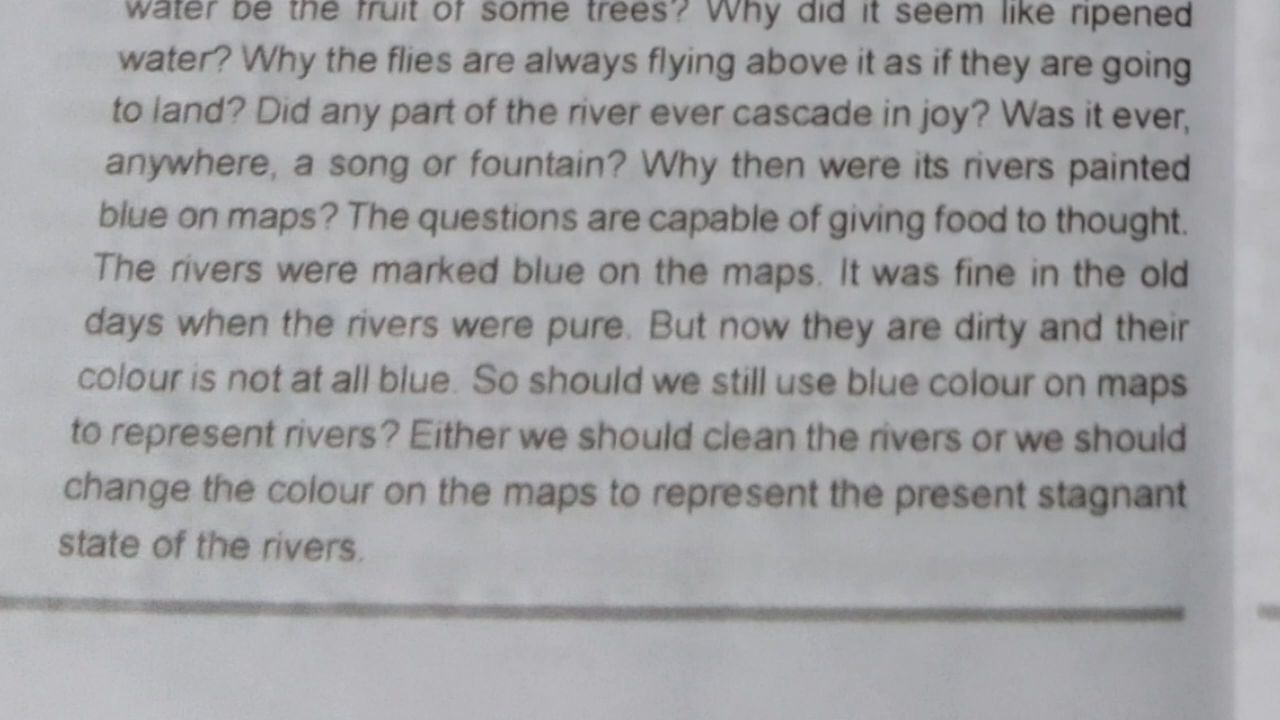 water be the fruit of some trees? Why did it seem like ripened
water? Why the flies are always flying above it as if they are going
to land? Did any part of the river ever cascade in joy? Was it ever,
anywhere, a song or fountain? Why then were its rivers painted
blue on maps? The questions are capable of giving food to thought.
The rivers were marked blue on the maps. It was fine in the old
days when the rivers were pure. But now they are dirty and their
colour is not at all blue. So should we still use blue colour on maps
to represent rivers? Either we should clean the rivers or we should
change the colour on the maps to represent the present stagnant
state of the rivers.